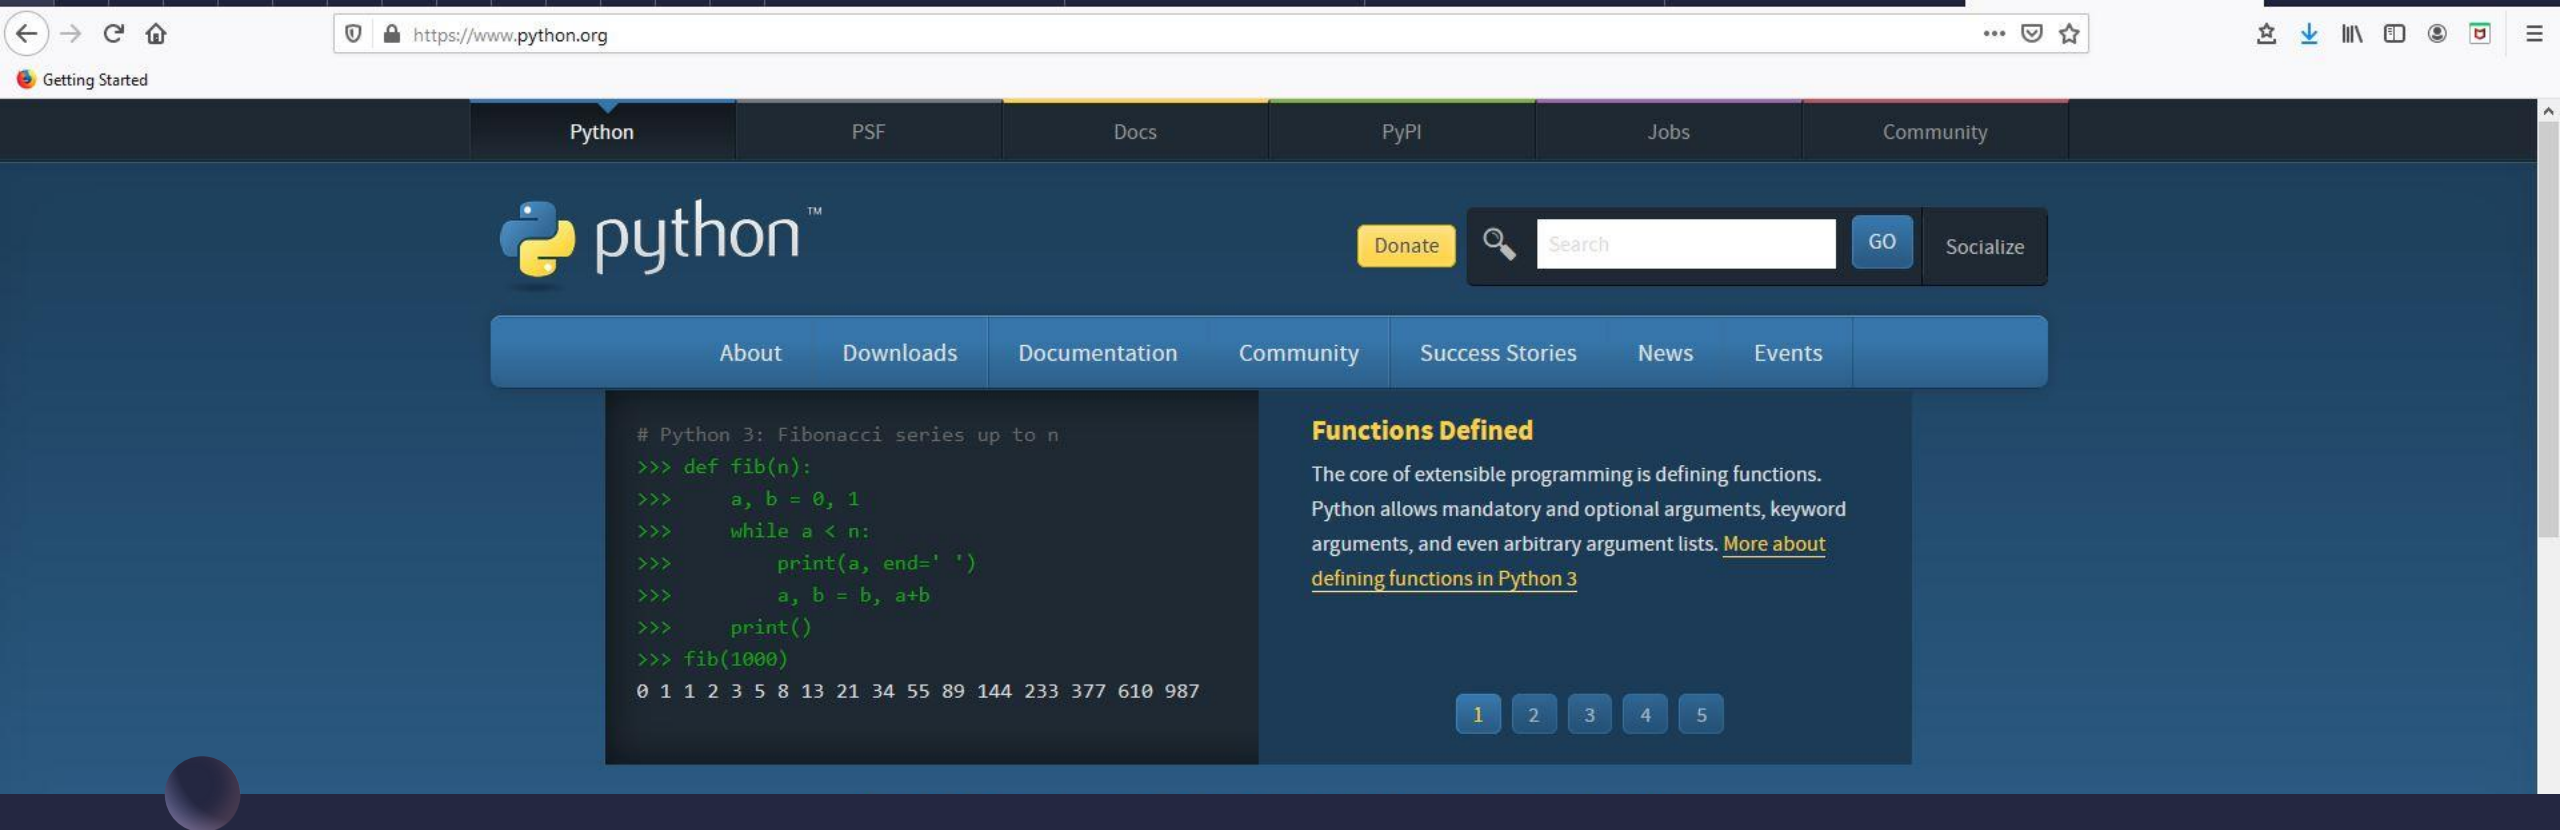 https://www.python.org
Getting Started
Python PSF Docs PyPI Jobs Community
python™
Donate Search GO Socialize
About Downloads Documentation Community Success Stories News Events
# Python 3: Fibonacci series up to n
>>> def fib(n):
>>>     a, b = 0, 1
>>>     while a < n:
>>>         print(a, end=' ')
>>>         a, b = b, a+b
>>>     print()
>>> fib(1000)
0 1 1 2 3 5 8 13 21 34 55 89 144 233 377 610 987
Functions Defined
The core of extensible programming is defining functions.
Python allows mandatory and optional arguments, keyword
arguments, and even arbitrary argument lists. More about
defining functions in Python 3
1 2 3 4 5